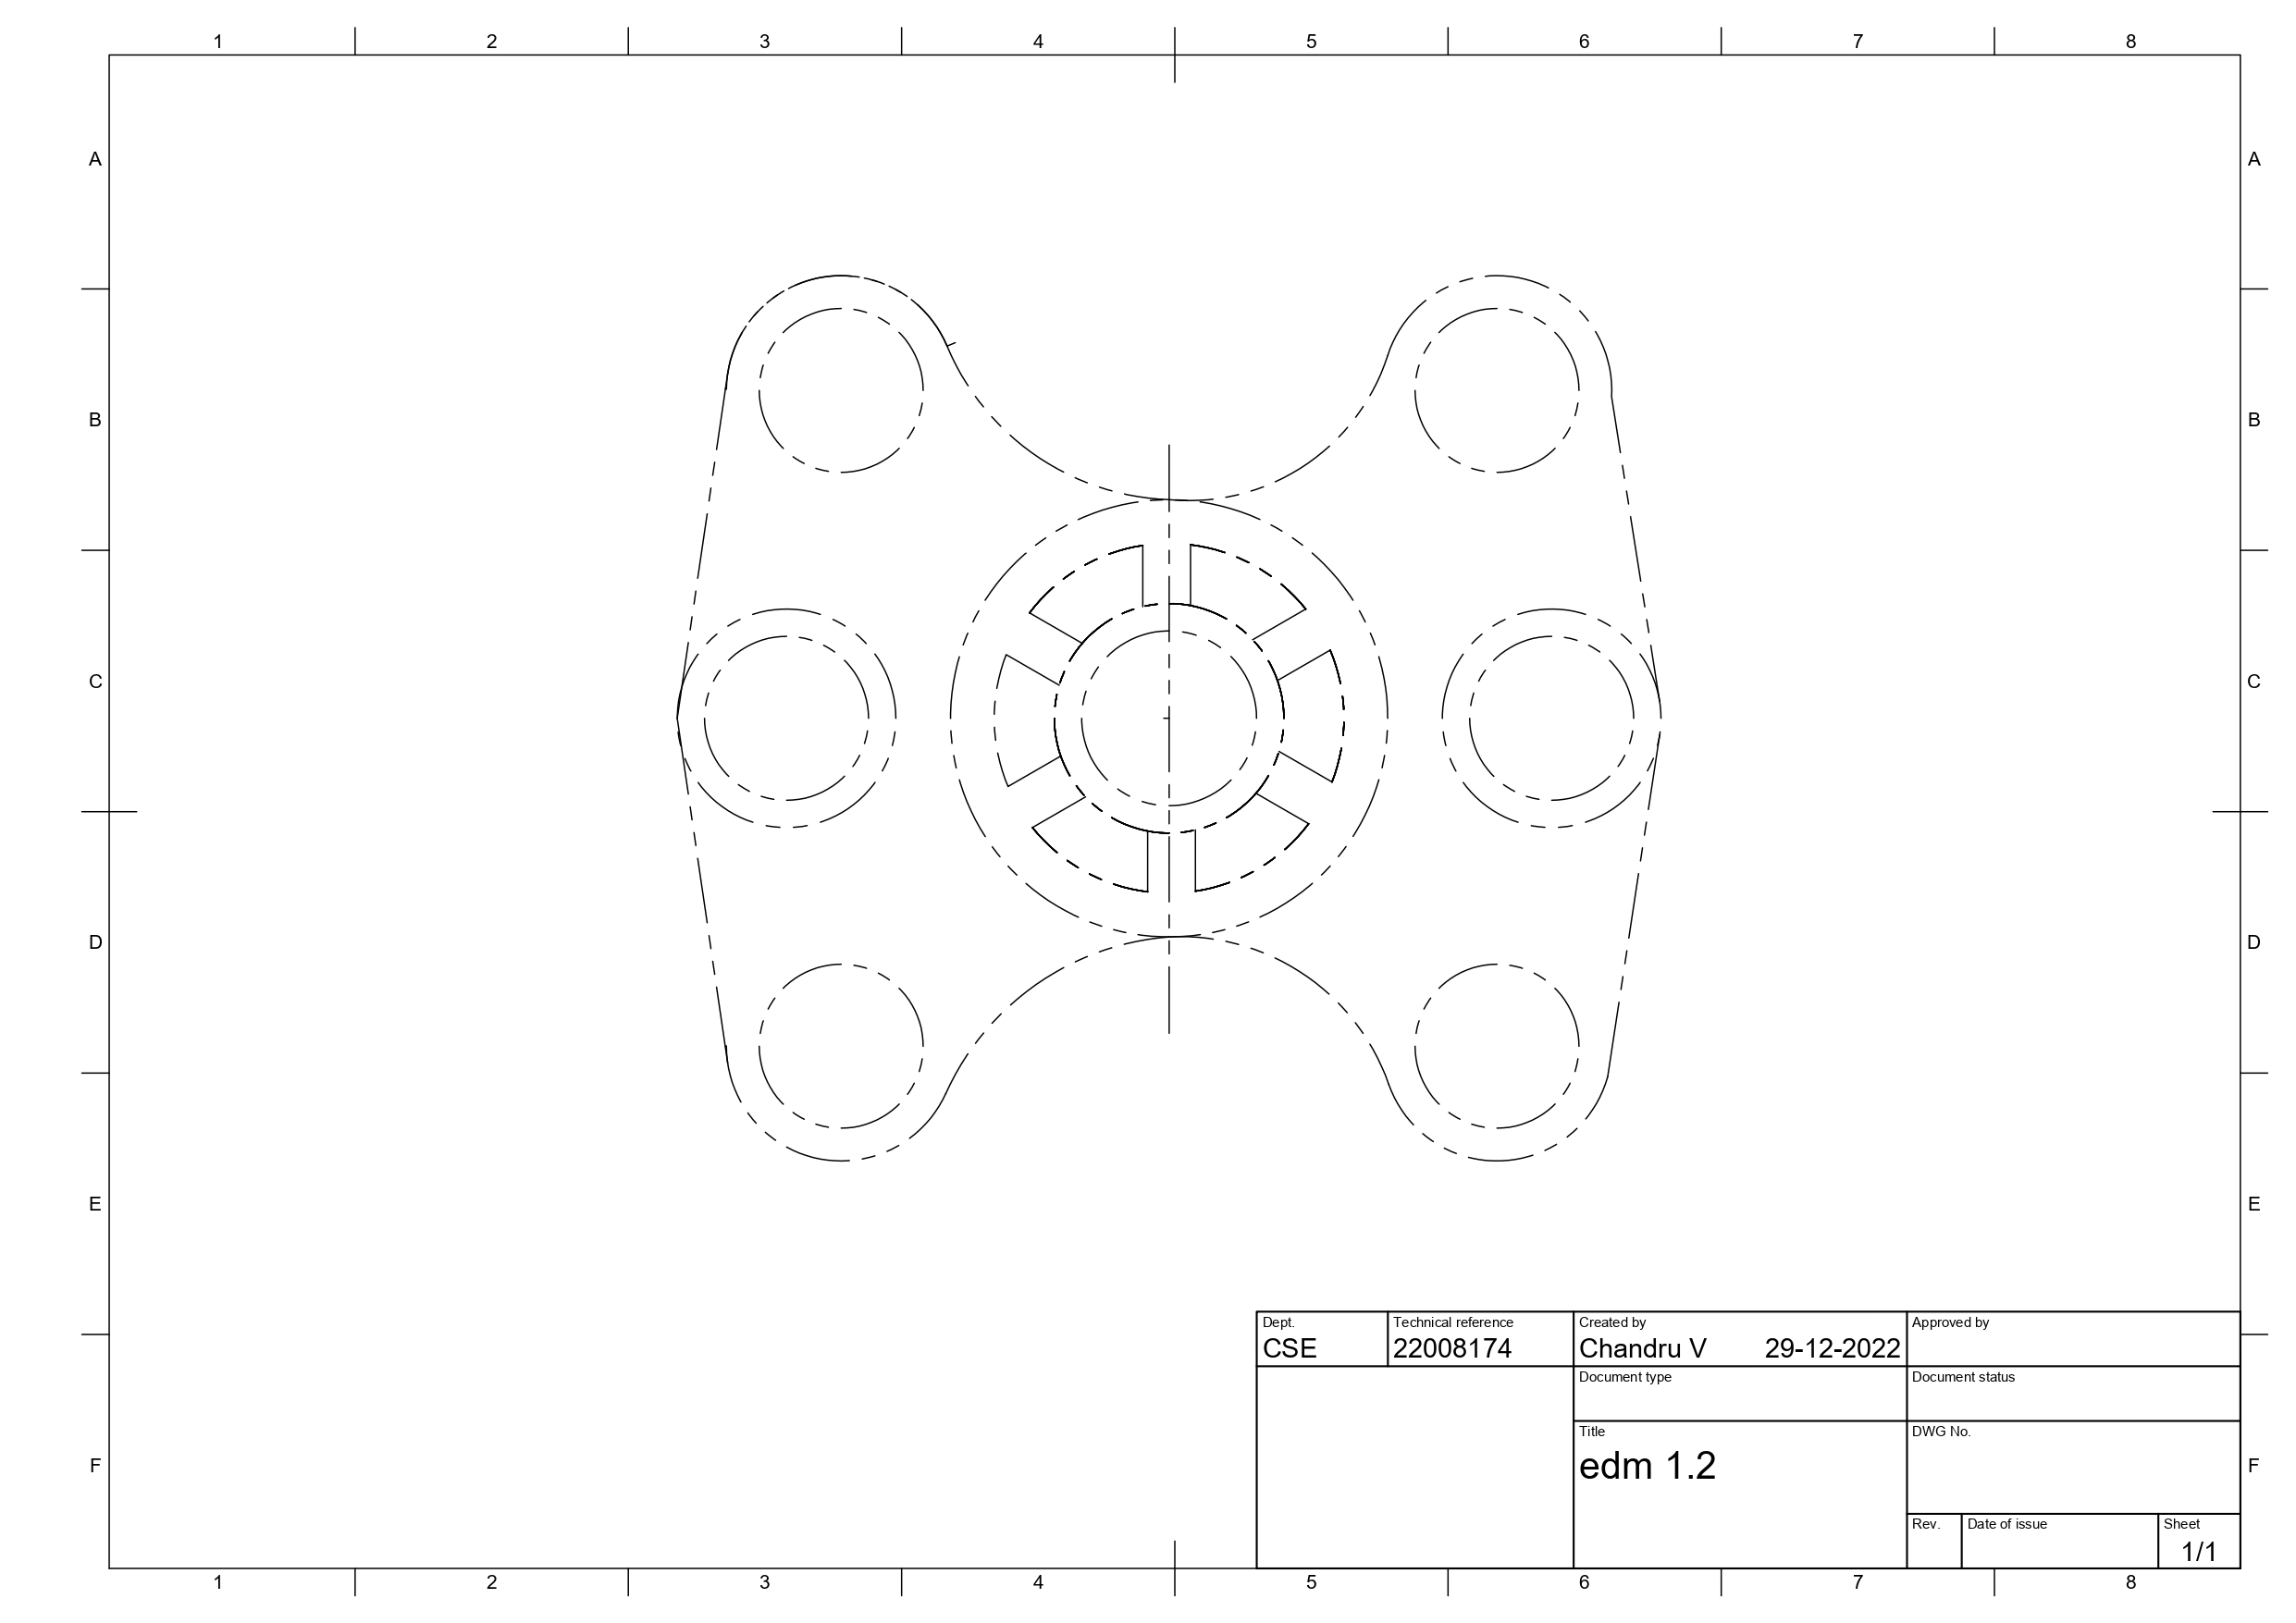 1 2 3 4 5 6 7 8
A A
B B
C C
D D
E E
Dept. Technical reference Created by Approved by
CSE 22008174 Chandru V 29-12-2022
Document type Document status
Title DWG No.
edm 1.2
F F
Rev. Date of issue Sheet
1/1
1 2 3 4 5 6 7 8